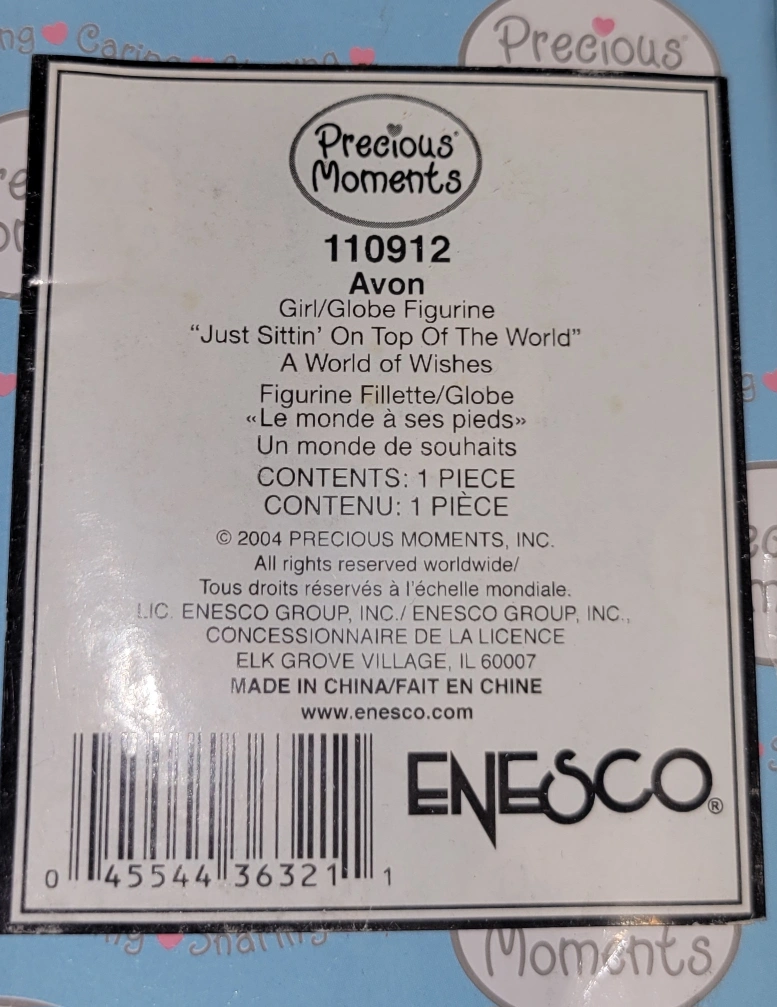 Caring
Precious
Precious
Moments
110912
Avon
Girl/Globe Figurine
“Just Sittin’ On Top Of The World”
A World of Wishes
Figurine Fillette/Globe
«Le monde à ses pieds»
Un monde de souhaits
CONTENTS: 1 PIECE
CONTENU: 1 PIÈCE
© 2004 PRECIOUS MOMENTS, INC.
All rights reserved worldwide/
Tous droits réservés à l'échelle mondiale.
LIC. ENESCO GROUP, INC./ ENESCO GROUP, INC.,
CONCESSIONNAIRE DE LA LICENCE
ELK GROVE VILLAGE, IL 60007
MADE IN CHINA/FAIT EN CHINE
www.enesco.com
ENESCO®
0 45544 36321 1
Sharing
Moments